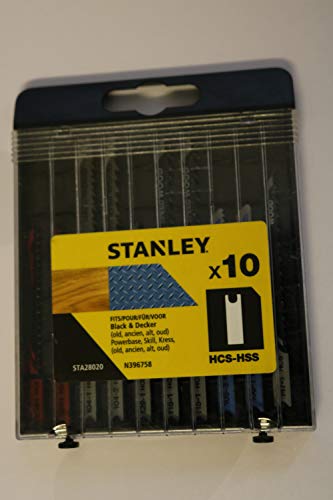 STANLEY
x10
FITS/POUR/FÜR/VOOR
Black & Decker
(old, ancien, alt, oud)
Powerbase, Skill, Kress,
(old, ancien, alt, oud)
HCS-HSS
STA28020
N396758